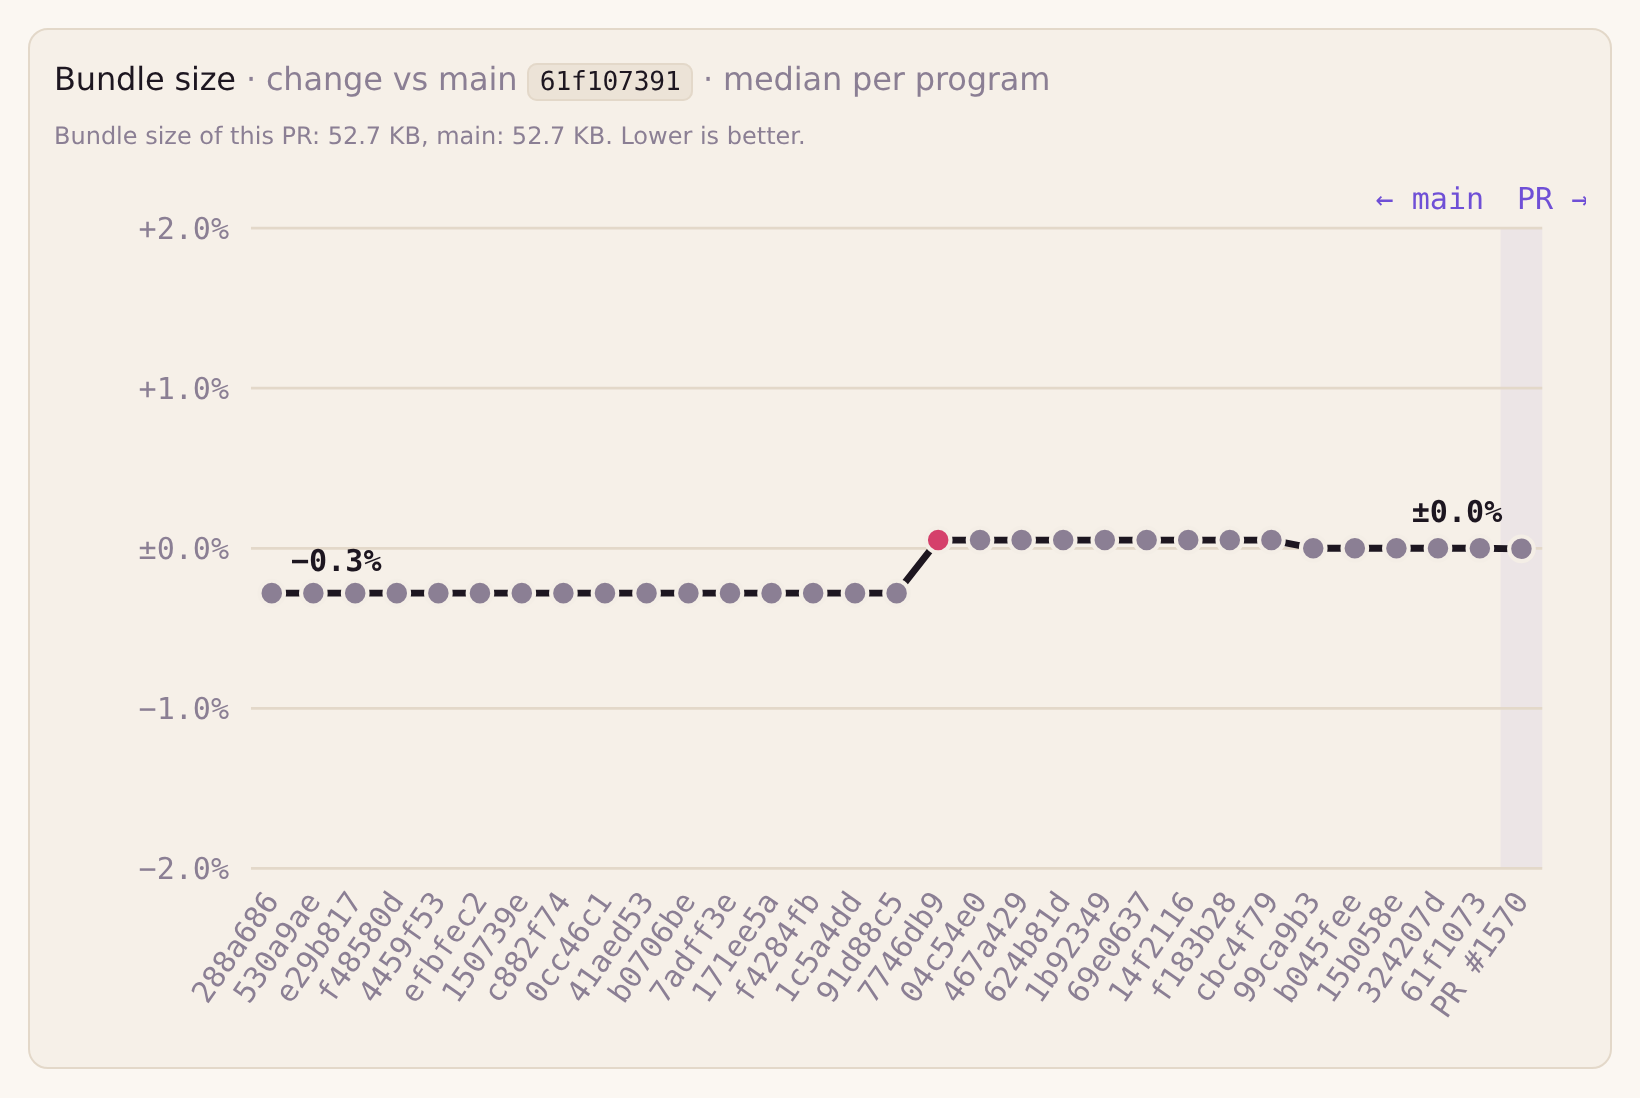 Bundle size · change vs main 61f107391 · median per program
Bundle size of this PR: 52.7 KB, main: 52.7 KB. Lower is better.
← main PR →
+2.0%
+1.0%
±0.0%
−1.0%
−2.0%
−0.3%
±0.0%
288a686
530a9ae
e29b817
f48580d
4459f53
efbfec2
150739e
c882f74
0cc46c1
41aed53
b0706be
7adff3e
171ee5a
f4284fb
1c5a4dd
91d88c5
7746db9
04c54e0
467a429
624b81d
1b92349
69e0637
14f2116
f183b28
cbc4f79
99ca9b3
b045fee
15b058e
324207d
61f1073
PR #1570